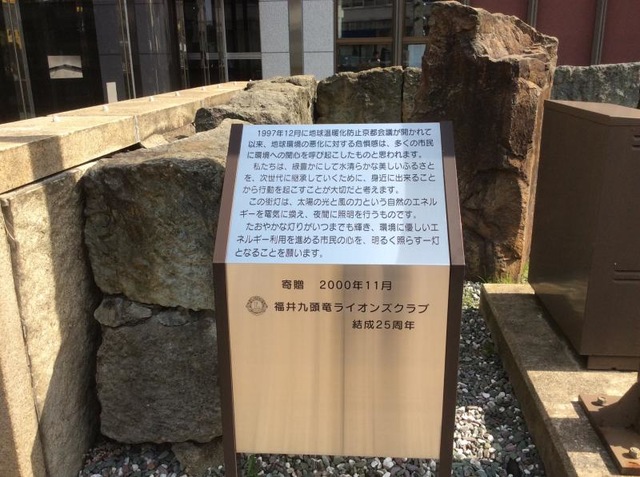 1997年12月に地球温暖化防止京都会議が開かれて
以来、地球環境の悪化に対する危惧感は、多くの市民
に環境への関心を呼び起こしたものと思われます。
私たちは、緑豊かにして水清らかな美しいふるさと
を、次世代に継承していくために、身近に出来ること
から行動を起こすことが大切だと考えます。
この街灯は、太陽の光と風の力という自然のエネル
ギーを電気に換え、夜間に照明を行うものです。
たおやかな灯りがいつまでも輝き、環境に優しいエ
ネルギー利用を進める市民の心を、明るく照らす一灯
となることを願います。
寄贈 2000年11月
福井九頭竜ライオンズクラブ
結成25周年